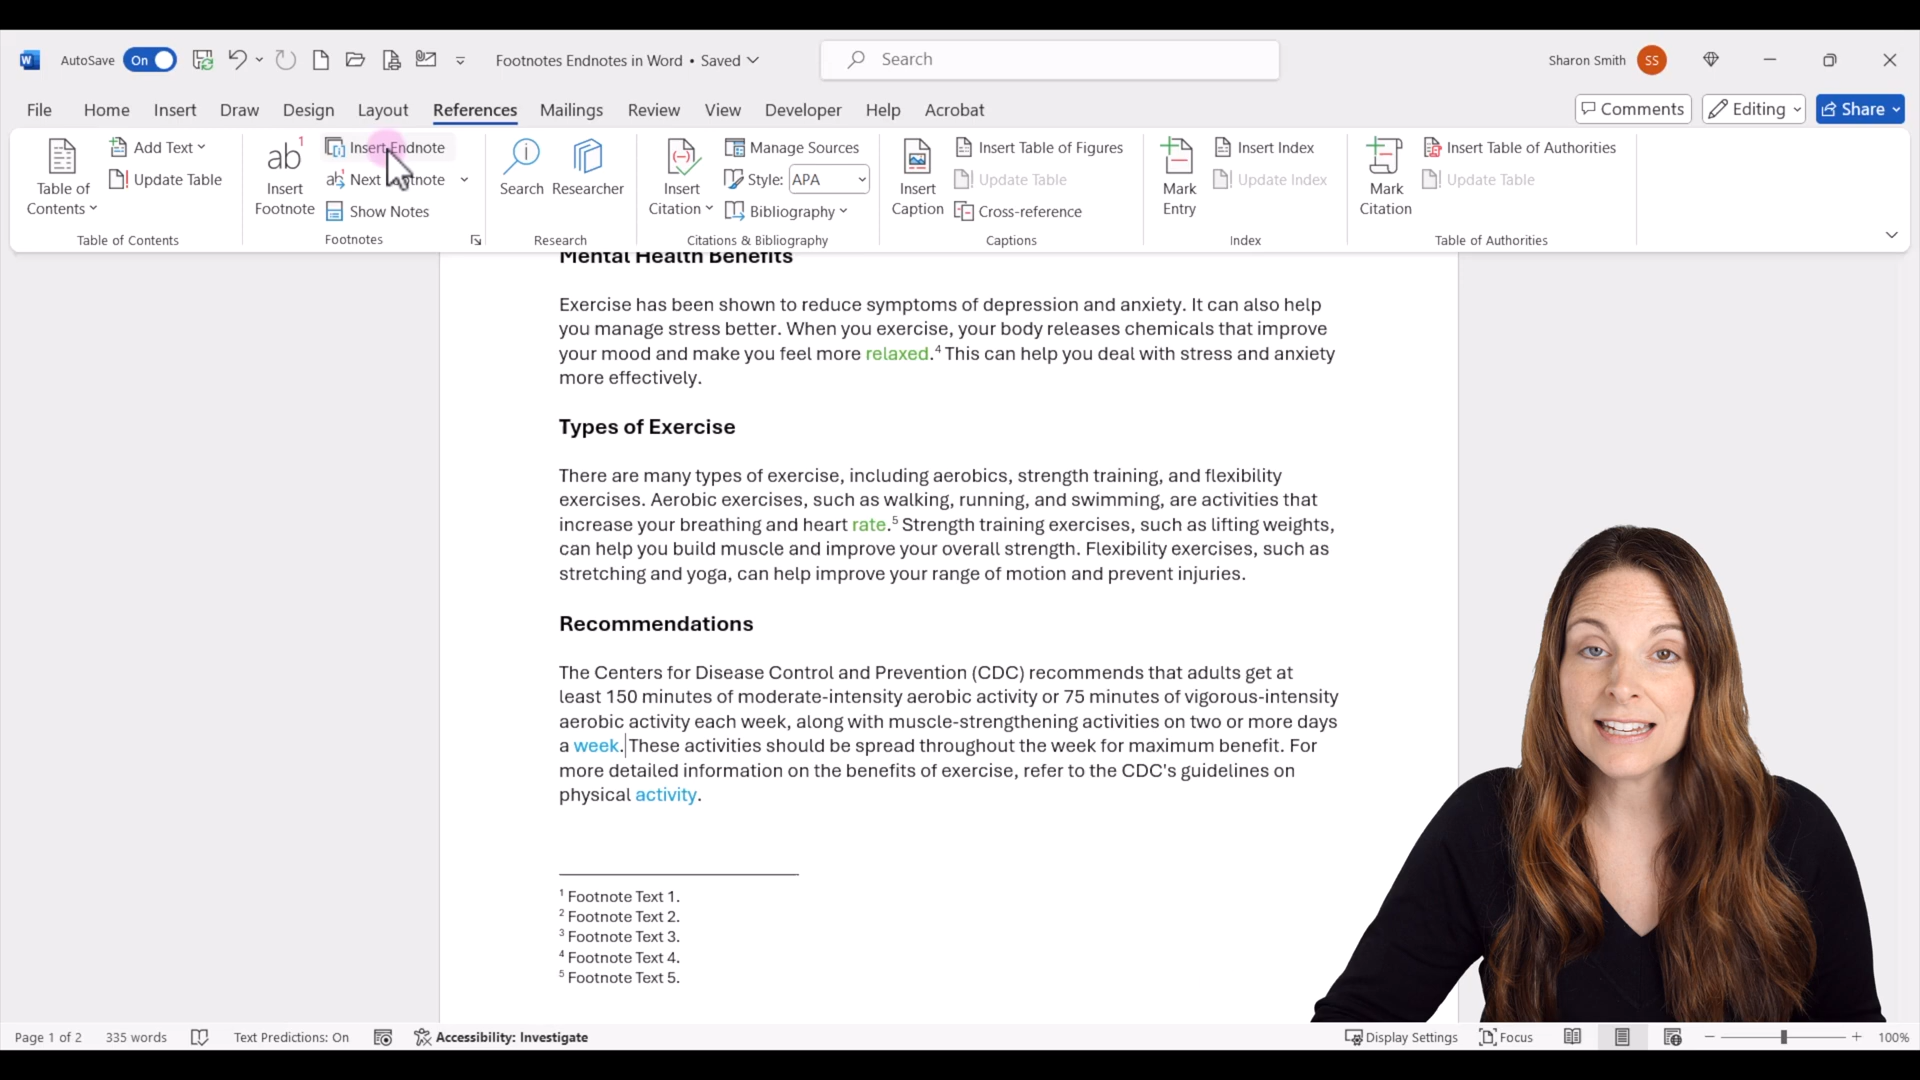 AutoSave On Footnotes Endnotes in Word • Saved Search Sharon Smith SS
File Home Insert Draw Design Layout References Mailings Review View Developer Help Acrobat Comments Editing Share
Table of Contents
Add Text
Update Table
Table of Contents
ab1
Insert Footnote
Insert Endnote
Next Footnote
Show Notes
Footnotes
Search
Researcher
Research
Insert Citation
Manage Sources
Style: APA
Bibliography
Citations & Bibliography
Insert Caption
Insert Table of Figures
Update Table
Cross-reference
Captions
Mark Entry
Insert Index
Update Index
Index
Mark Citation
Insert Table of Authorities
Update Table
Table of Authorities
Mental Health Benefits
Exercise has been shown to reduce symptoms of depression and anxiety. It can also help
you manage stress better. When you exercise, your body releases chemicals that improve
your mood and make you feel more relaxed.4 This can help you deal with stress and anxiety
more effectively.
Types of Exercise
There are many types of exercise, including aerobics, strength training, and flexibility
exercises. Aerobic exercises, such as walking, running, and swimming, are activities that
increase your breathing and heart rate.5 Strength training exercises, such as lifting weights,
can help you build muscle and improve your overall strength. Flexibility exercises, such as
stretching and yoga, can help improve your range of motion and prevent injuries.
Recommendations
The Centers for Disease Control and Prevention (CDC) recommends that adults get at
least 150 minutes of moderate-intensity aerobic activity or 75 minutes of vigorous-intensity
aerobic activity each week, along with muscle-strengthening activities on two or more days
a week. These activities should be spread throughout the week for maximum benefit. For
more detailed information on the benefits of exercise, refer to the CDC's guidelines on
physical activity.
1 Footnote Text 1.
2 Footnote Text 2.
3 Footnote Text 3.
4 Footnote Text 4.
5 Footnote Text 5.
Page 1 of 2 335 words Text Predictions: On Accessibility: Investigate Display Settings Focus 100%